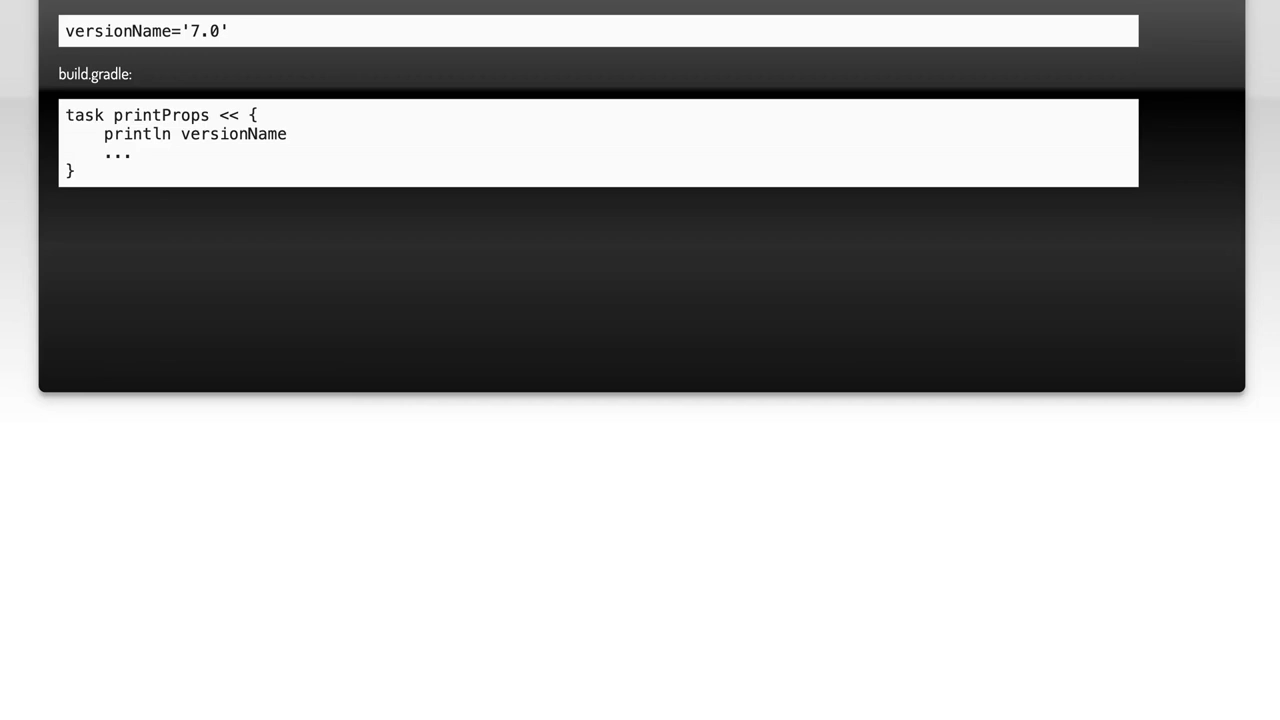 versionName='7.0'
build.gradle:
task printProps << {
    println versionName
    ...
}